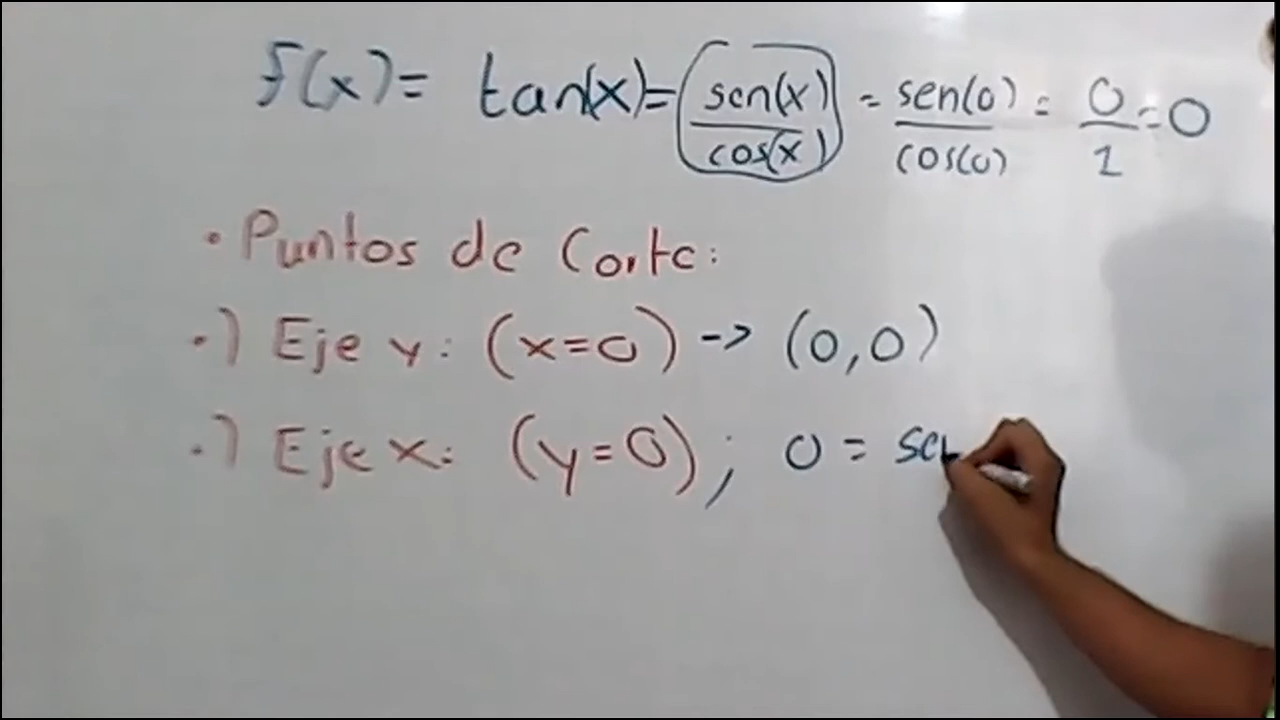 f(x) = tan(x) = sen(x)/cos(x) = sen(0)/cos(0) = 0/1 = 0
• Puntos de Corte:
•) Eje y: (x=0) -> (0,0)
•) Eje x: (y=0); 0 = sen